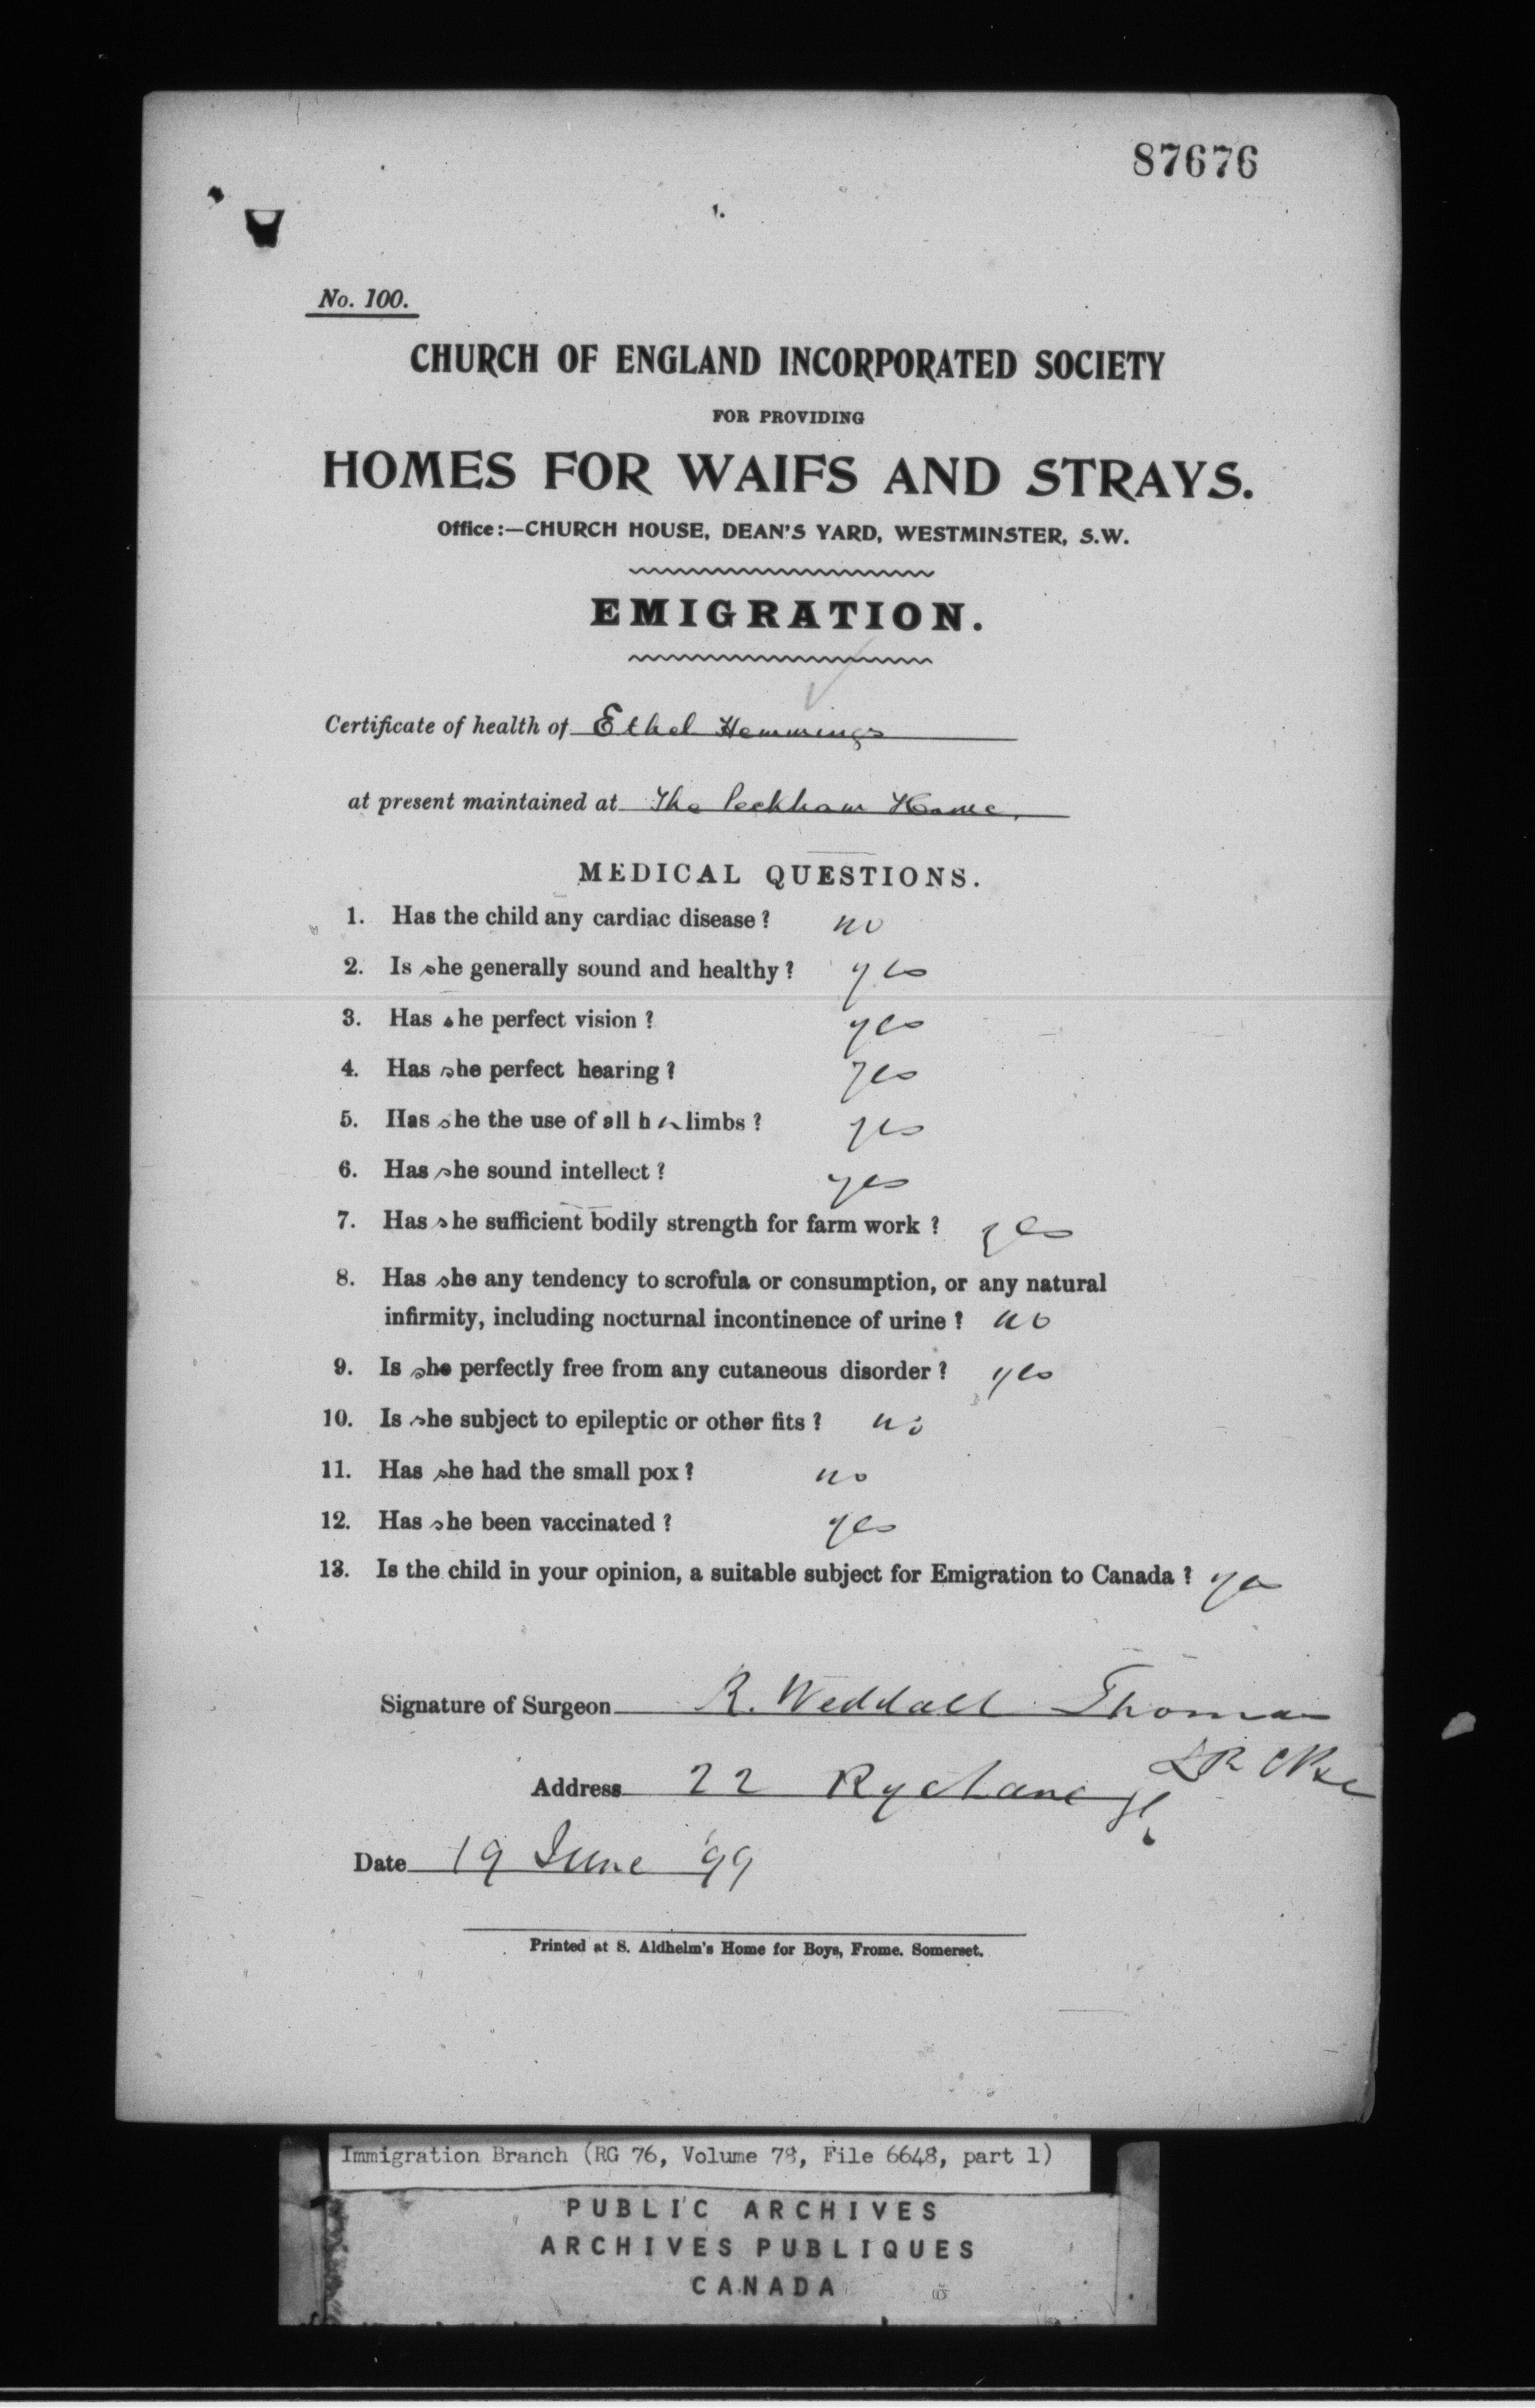 87676
No. 100.
CHURCH OF ENGLAND INCORPORATED SOCIETY
FOR PROVIDING
HOMES FOR WAIFS AND STRAYS.
Office:—CHURCH HOUSE, DEAN'S YARD, WESTMINSTER, S.W.
EMIGRATION.
Certificate of health of Ethel Hemmings
at present maintained at The Peckham Home.
MEDICAL QUESTIONS.
1. Has the child any cardiac disease? no
2. Is she generally sound and healthy? yes
3. Has she perfect vision? yes
4. Has she perfect hearing? yes
5. Has she the use of all her limbs? yes
6. Has she sound intellect? yes
7. Has she sufficient bodily strength for farm work? yes
8. Has she any tendency to scrofula or consumption, or any natural
infirmity, including nocturnal incontinence of urine? no
9. Is she perfectly free from any cutaneous disorder? yes
10. Is she subject to epileptic or other fits? no
11. Has she had the small pox? no
12. Has she been vaccinated? yes
13. Is the child in your opinion, a suitable subject for Emigration to Canada? yes
Signature of Surgeon R. Weddall Thomas
Address 22 Rye Lane
Date 19 June '99
Printed at S. Aldhelm's Home for Boys, Frome. Somerset.
Immigration Branch (RG 76, Volume 78, File 6648, part 1)
PUBLIC ARCHIVES
ARCHIVES PUBLIQUES
CANADA